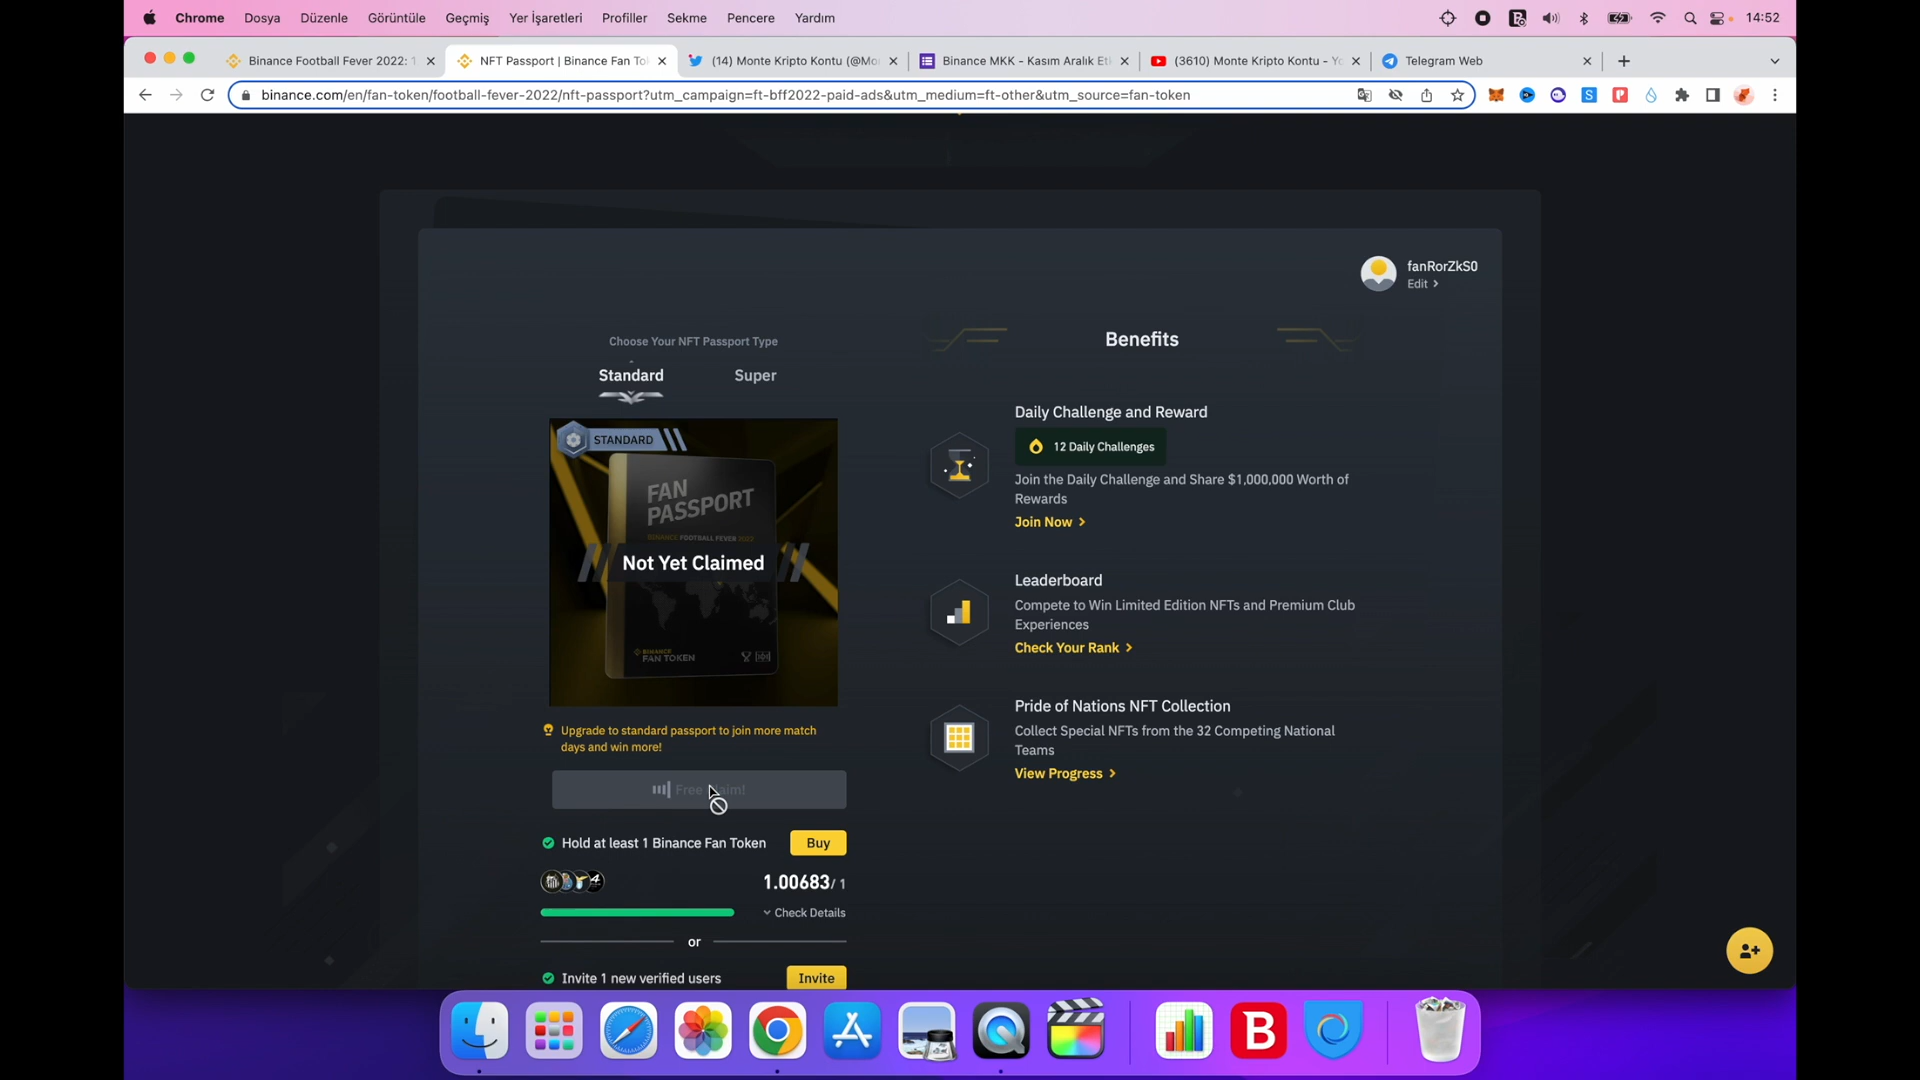 Chrome Dosya Düzenle Görüntüle Geçmiş Yer İşaretleri Profiller Sekme Pencere Yardım 14:52
Binance Football Fever 2022: NFT Passport | Binance Fan To (14) Monte Kripto Kontu (@Mo Binance MKK - Kasım Aralık Et (3610) Monte Kripto Kontu - Yo Telegram Web
binance.com/en/fan-token/football-fever-2022/nft-passport?utm_campaign=ft-bff2022-paid-ads&utm_medium=ft-other&utm_source=fan-token
fanRorZkS0
Edit >
Choose Your NFT Passport Type
Standard Super
STANDARD
FAN
PASSPORT
BINANCE FOOTBALL FEVER 2022
Not Yet Claimed
BINANCE
FAN TOKEN
Upgrade to standard passport to join more match
days and win more!
Free
Hold at least 1 Binance Fan Token Buy
1.00683/ 1
Check Details
or
Invite 1 new verified users Invite
Benefits
Daily Challenge and Reward
12 Daily Challenges
Join the Daily Challenge and Share $1,000,000 Worth of
Rewards
Join Now >
Leaderboard
Compete to Win Limited Edition NFTs and Premium Club
Experiences
Check Your Rank >
Pride of Nations NFT Collection
Collect Special NFTs from the 32 Competing National
Teams
View Progress >